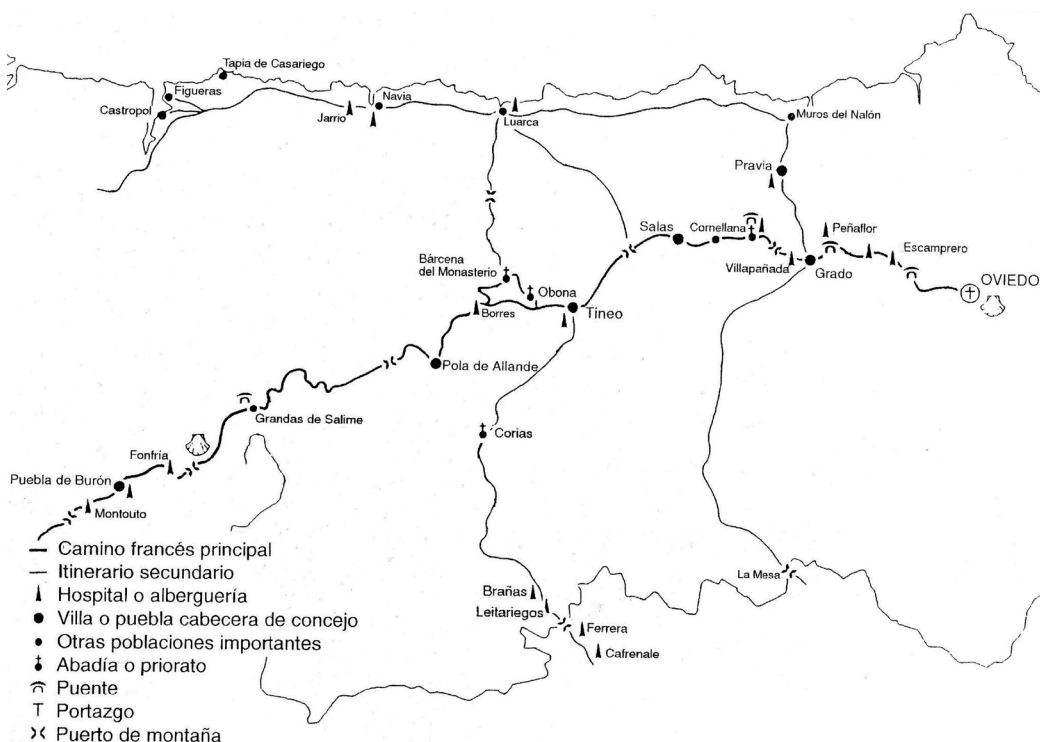 Tapia de Casariego
Figueras
Castropol
Jarrio
Navia
Luarca
Muros del Nalón
Pravia
Salas
Cornellana
Peñaflor
Escamprero
Villapañada
Grado
OVIEDO
Bárcena
del Monasterio
Obona
Borres
Tineo
Pola de Allande
Grandas de Salime
Corias
Fonfría
Puebla de Burón
Montouto
La Mesa
Brañas
Leitariegos
Ferrera
Cafrenale
Camino francés principal
Itinerario secundario
Hospital o alberguería
Villa o puebla cabecera de concejo
Otras poblaciones importantes
Abadía o priorato
Puente
Portazgo
Puerto de montaña